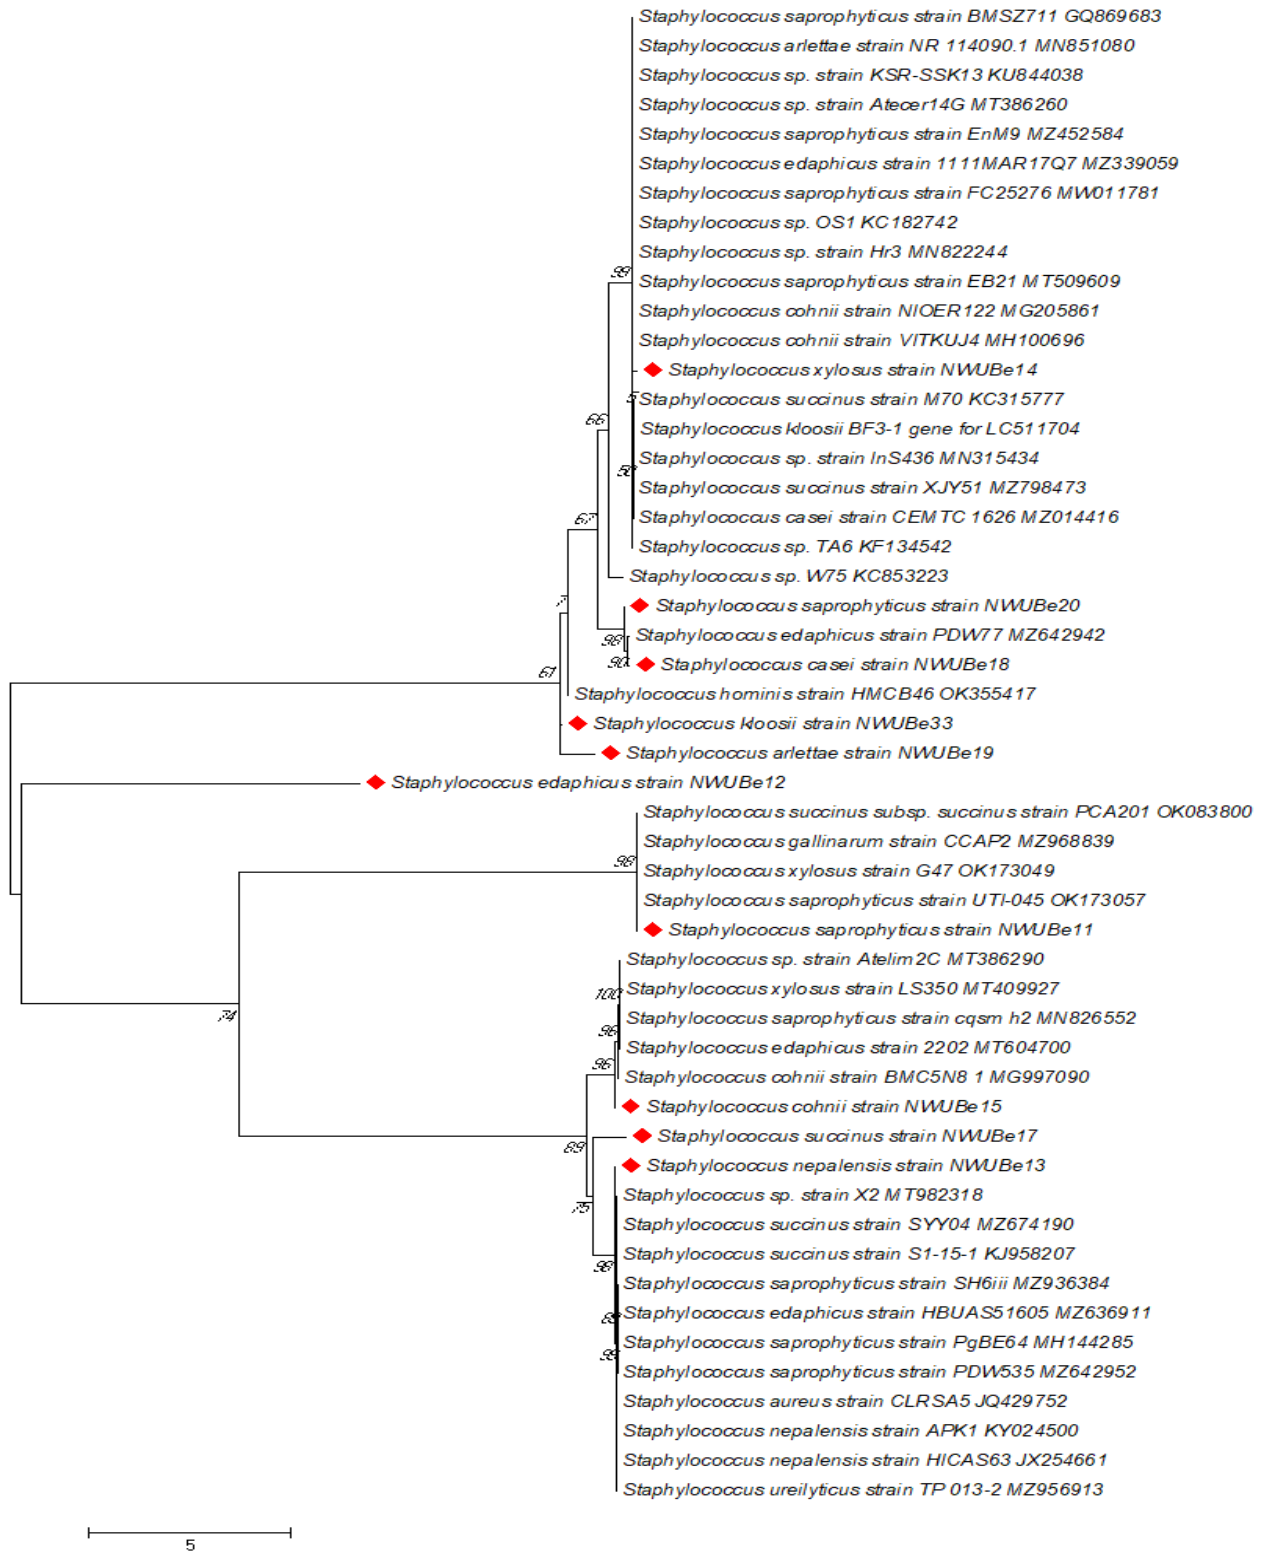 Staphylococcus saprophyticus strain BMSZ711 GQ869683
Staphylococcus arlettae strain NR 114090.1 MN851080
Staphylococcus sp. strain KSR-SSK13 KU844038
Staphylococcus sp. strain Atecer14G MT386260
Staphylococcus saprophyticus strain EnM9 MZ452584
Staphylococcus edaphicus strain 1111MAR17Q7 MZ339059
Staphylococcus saprophyticus strain FC25276 MW011781
Staphylococcus sp. OS1 KC182742
Staphylococcus sp. strain Hr3 MN822244
99
Staphylococcus saprophyticus strain EB21 MT509609
Staphylococcus cohnii strain NIOER122 MG205861
Staphylococcus cohnii strain VITKUJ4 MH100696
Staphylococcus xylosus strain NWUBe14
Staphylococcus succinus strain M70 KC315777
66
Staphylococcus kloosii BF3-1 gene for LC511704
Staphylococcus sp. strain InS436 MN315434
Staphylococcus succinus strain XJY51 MZ798473
67
Staphylococcus casei strain CEMTC 1626 MZ014416
Staphylococcus sp. TA6 KF134542
Staphylococcus sp. W75 KC853223
Staphylococcus saprophyticus strain NWUBe20
98
Staphylococcus edaphicus strain PDW77 MZ642942
90
Staphylococcus casei strain NWUBe18
61
Staphylococcus hominis strain HMCB46 OK355417
Staphylococcus kloosii strain NWUBe33
Staphylococcus arlettae strain NWUBe19
Staphylococcus edaphicus strain NWUBe12
Staphylococcus succinus subsp. succinus strain PCA201 OK083800
Staphylococcus gallinarum strain CCAP2 MZ968839
98
Staphylococcus xylosus strain G47 OK173049
Staphylococcus saprophyticus strain UTI-045 OK173057
Staphylococcus saprophyticus strain NWUBe11
Staphylococcus sp. strain Atelim2C MT386290
100
Staphylococcus xylosus strain LS350 MT409927
74
Staphylococcus saprophyticus strain cqsm h2 MN826552
96
Staphylococcus edaphicus strain 2202 MT604700
96
Staphylococcus cohnii strain BMC5N8 1 MG997090
Staphylococcus cohnii strain NWUBe15
Staphylococcus succinus strain NWUBe17
89
Staphylococcus nepalensis strain NWUBe13
Staphylococcus sp. strain X2 MT982318
75
Staphylococcus succinus strain SYY04 MZ674190
Staphylococcus succinus strain S1-15-1 KJ958207
98
Staphylococcus saprophyticus strain SH6iii MZ936384
Staphylococcus edaphicus strain HBUAS51605 MZ636911
Staphylococcus saprophyticus strain PgBE64 MH144285
99
Staphylococcus saprophyticus strain PDW535 MZ642952
Staphylococcus aureus strain CLRSA5 JQ429752
Staphylococcus nepalensis strain APK1 KY024500
Staphylococcus nepalensis strain HICAS63 JX254661
Staphylococcus ureilyticus strain TP 013-2 MZ956913
5